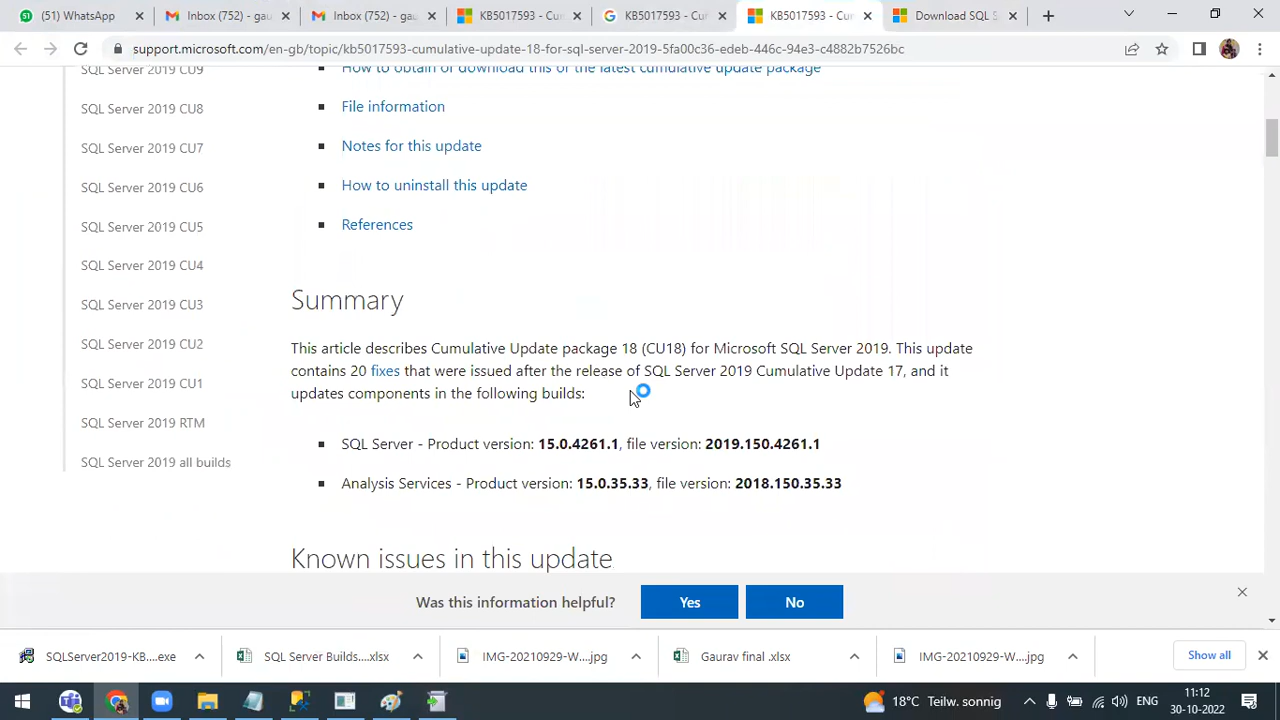 (51) WhatsApp
Inbox (752) - gau
Inbox (752) - gau
KB5017593 - Cum
KB5017593 - Cum
KB5017593 - Cum
Download SQL S
support.microsoft.com/en-gb/topic/kb5017593-cumulative-update-18-for-sql-server-2019-5fa00c36-edeb-446c-94e3-c4882b7526bc
SQL Server 2019 CU9
SQL Server 2019 CU8
SQL Server 2019 CU7
SQL Server 2019 CU6
SQL Server 2019 CU5
SQL Server 2019 CU4
SQL Server 2019 CU3
SQL Server 2019 CU2
SQL Server 2019 CU1
SQL Server 2019 RTM
SQL Server 2019 all builds
How to obtain or download this or the latest cumulative update package
File information
Notes for this update
How to uninstall this update
References
Summary
This article describes Cumulative Update package 18 (CU18) for Microsoft SQL Server 2019. This update
contains 20 fixes that were issued after the release of SQL Server 2019 Cumulative Update 17, and it
updates components in the following builds:
SQL Server - Product version: 15.0.4261.1, file version: 2019.150.4261.1
Analysis Services - Product version: 15.0.35.33, file version: 2018.150.35.33
Known issues in this update
Was this information helpful?
Yes
No
SQLServer2019-KB....exe
SQL Server Builds....xlsx
IMG-20210929-W....jpg
Gaurav final .xlsx
IMG-20210929-W....jpg
Show all
18°C Teilw. sonnig
ENG
11:12
30-10-2022